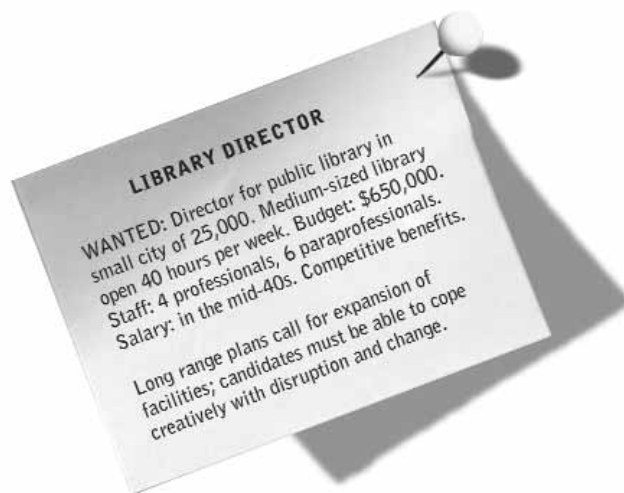 LIBRARY DIRECTOR
WANTED: Director for public library in
small city of 25,000. Medium-sized library
open 40 hours per week. Budget: $650,000.
Staff: 4 professionals, 6 paraprofessionals.
Salary: in the mid-40s. Competitive benefits.
Long range plans call for expansion of
facilities; candidates must be able to cope
creatively with disruption and change.